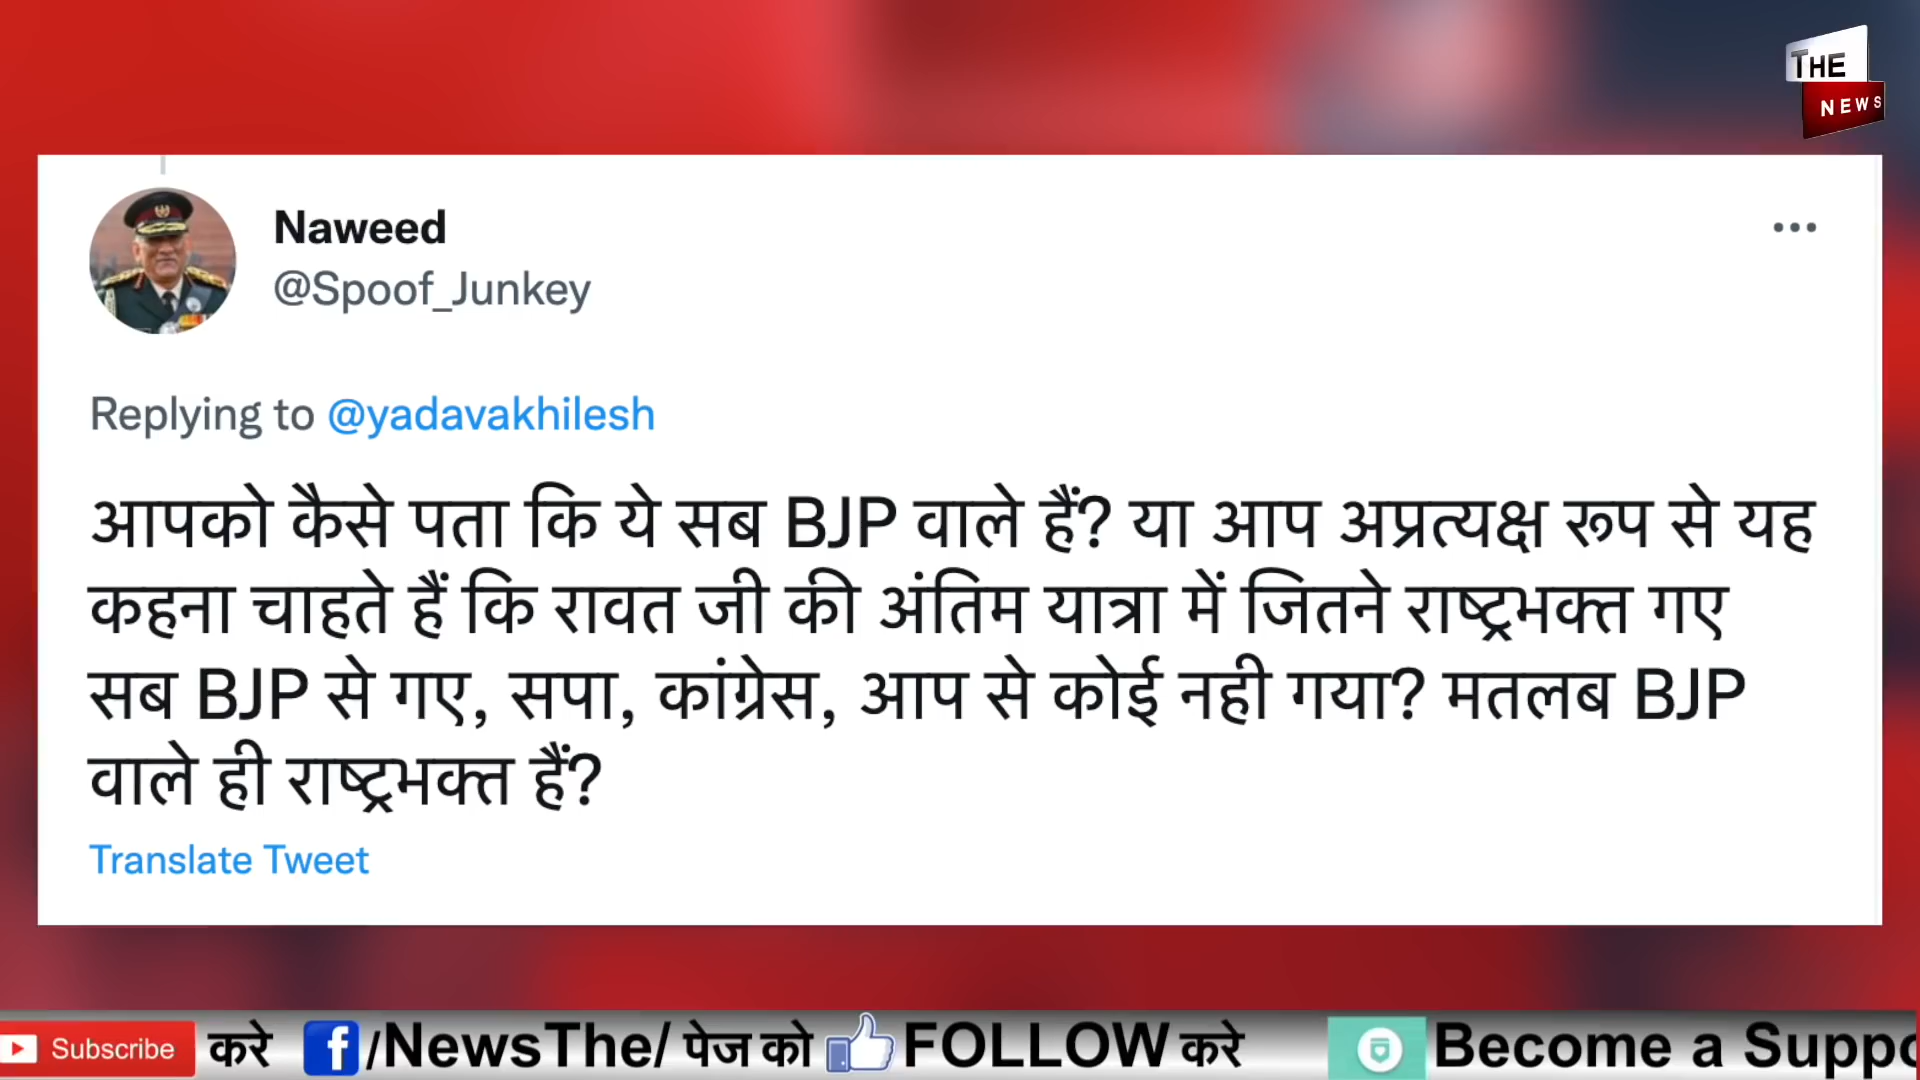 THE
NEWS
Naweed
@Spoof_Junkey
Replying to @yadavakhilesh
आपको कैसे पता कि ये सब BJP वाले हैं? या आप अप्रत्यक्ष रूप से यह
कहना चाहते हैं कि रावत जी की अंतिम यात्रा में जितने राष्ट्रभक्त गए
सब BJP से गए, सपा, कांग्रेस, आप से कोई नही गया? मतलब BJP
वाले ही राष्ट्रभक्त हैं?
Translate Tweet
Subscribe करे f/NewsThe/ पेज को FOLLOW करे Become a Suppo